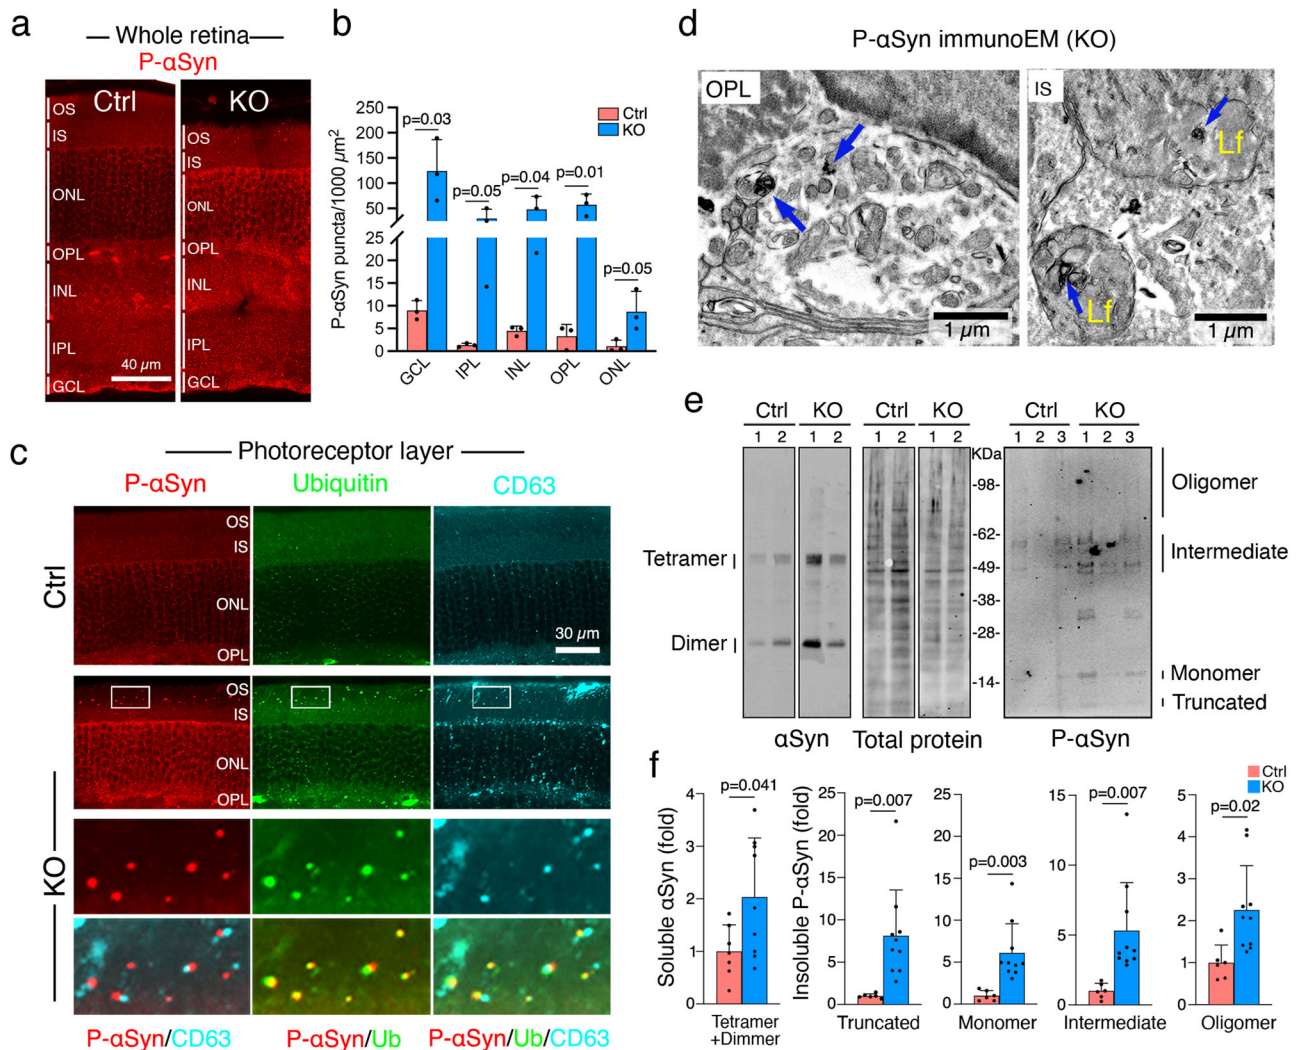 a
Whole retina
P-αSyn
Ctrl
KO
OS
IS
ONL
OPL
INL
IPL
GCL
40 µm
OS
IS
ONL
OPL
INL
IPL
GCL
b
P-αSyn puncta/1000 µm2
250
200
150
100
50
25
20
15
10
5
0
Ctrl
KO
p=0.03
p=0.05
p=0.04
p=0.01
p=0.05
GCL
IPL
INL
OPL
ONL
c
Photoreceptor layer
P-αSyn
Ubiquitin
CD63
Ctrl
OS
IS
ONL
OPL
30 µm
KO
OS
IS
ONL
OPL
P-αSyn/CD63
P-αSyn/Ub
P-αSyn/Ub/CD63
d
P-αSyn immunoEM (KO)
OPL
1 µm
IS
Lf
Lf
1 µm
e
Ctrl
KO
Ctrl
KO
Ctrl
KO
1 2
1 2
1 2
1 2
1 2 3
1 2 3
KDa
-98-
-62-
-49-
-38-
-28-
-14-
Tetramer
Dimer
Oligomer
Intermediate
Monomer
Truncated
αSyn
Total protein
P-αSyn
f
Ctrl
KO
Soluble αSyn (fold)
4
3
2
1
0
p=0.041
Tetramer
+Dimmer
Insoluble P-αSyn (fold)
25
20
15
10
5
0
p=0.007
Truncated
25
20
15
10
5
0
p=0.003
Monomer
15
10
5
0
p=0.007
Intermediate
5
4
3
2
1
0
p=0.02
Oligomer